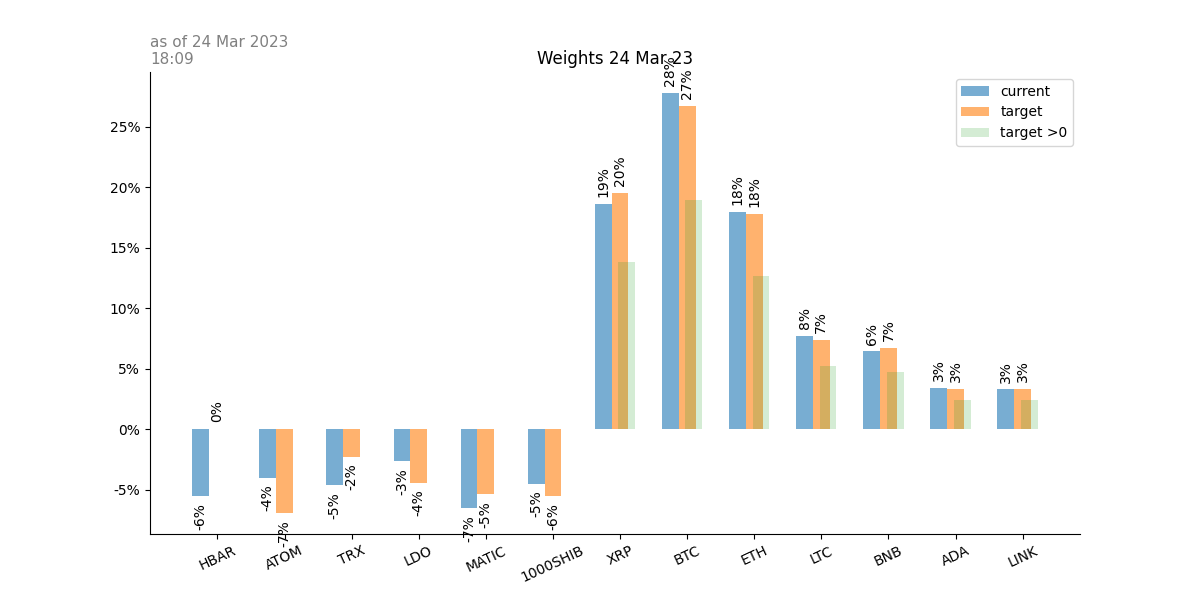 as of 24 Mar 2023
18:09
Weights 24 Mar 23
current
target
target >0
25%
20%
15%
10%
5%
0%
-5%
-6%
0%
-4%
-7%
-5%
-2%
-3%
-4%
-7%
-5%
-5%
-6%
19%
20%
28%
27%
18%
18%
8%
7%
6%
7%
3%
3%
3%
3%
HBAR
ATOM
TRX
LDO
MATIC
1000SHIB
XRP
BTC
ETH
LTC
BNB
ADA
LINK